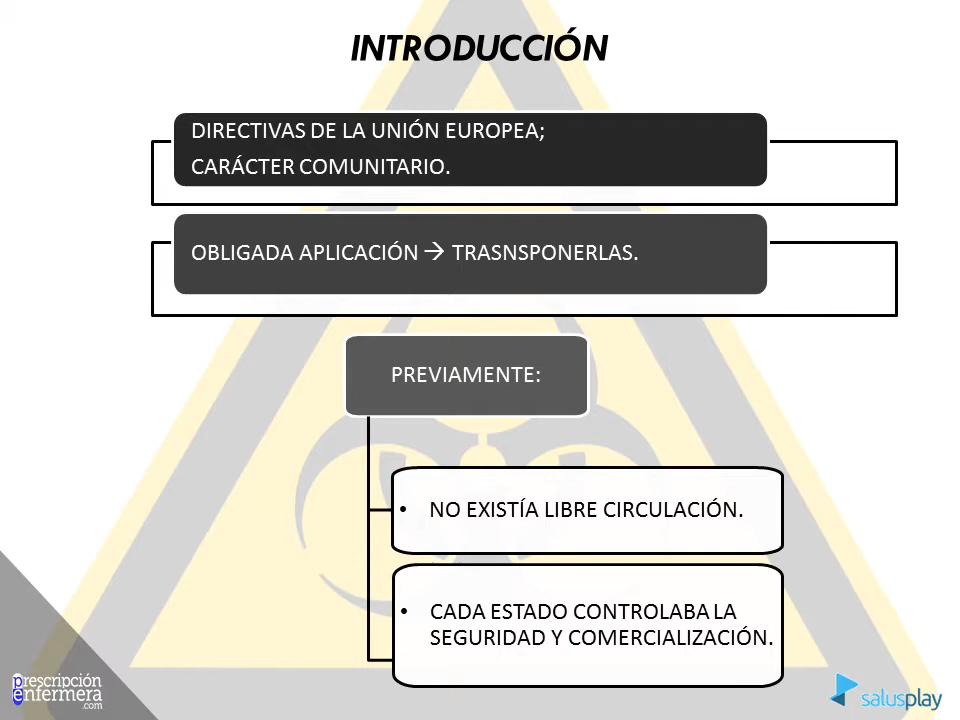 INTRODUCCIÓN
DIRECTIVAS DE LA UNIÓN EUROPEA;
CARÁCTER COMUNITARIO.
OBLIGADA APLICACIÓN → TRASNSPONERLAS.
PREVIAMENTE:
• NO EXISTÍA LIBRE CIRCULACIÓN.
• CADA ESTADO CONTROLABA LA
SEGURIDAD Y COMERCIALIZACIÓN.
prescripción
enfermera
.com
salusplay